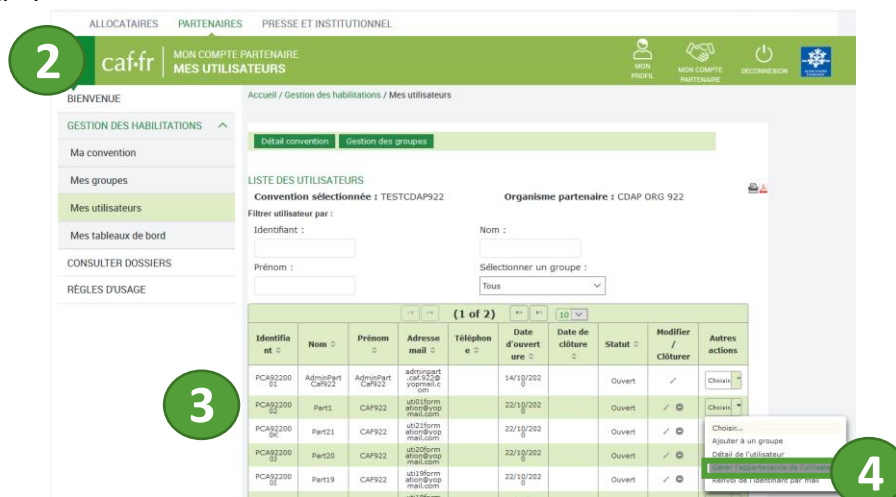 ALLOCATAIRES PARTENAIRES PRESSE ET INSTITUTIONNEL
2
caf•fr MON COMPTE PARTENAIRE
MES UTILISATEURS
MON PROFIL
MON COMPTE PARTENAIRE
DECONNEXION
BIENVENUE
Accueil / Gestion des habilitations / Mes utilisateurs
GESTION DES HABILITATIONS
Ma convention
Mes groupes
Mes utilisateurs
Mes tableaux de bord
CONSULTER DOSSIERS
RÈGLES D'USAGE
Détail convention Gestion des groupes
LISTE DES UTILISATEURS
Convention sélectionnée : TESTCDAP922 Organisme partenaire : CDAP ORG 922
Filtrer utilisateur par :
Identifiant : Nom :
Prénom : Sélectionner un groupe :
Tous
(1 of 2) 10
Identifiant Nom Prénom Adresse mail Téléphone Date d'ouverture Date de clôture Statut Modifier / Clôturer Autres actions
PCA9220001 AdminPart Caf922 AdminPart Caf922 adminpart.caf.922@yopmail.com 14/10/2020 Ouvert Choisir
3
PCA9220002 Part1 CAF922 uti01formation@yopmail.com 22/10/2020 Ouvert Choisir
PCA922000K Part21 CAF922 uti21formation@yopmail.com 22/10/2020 Ouvert
PCA922000J Part20 CAF922 uti20formation@yopmail.com 22/10/2020 Ouvert
PCA922000I Part19 CAF922 uti19formation@yopmail.com 22/10/2020 Ouvert
Choisir...
Ajouter à un groupe
Détail de l'utilisateur
Gérer l'appartenance de l'utilisate
Renvoi de l'identifiant par mail
4